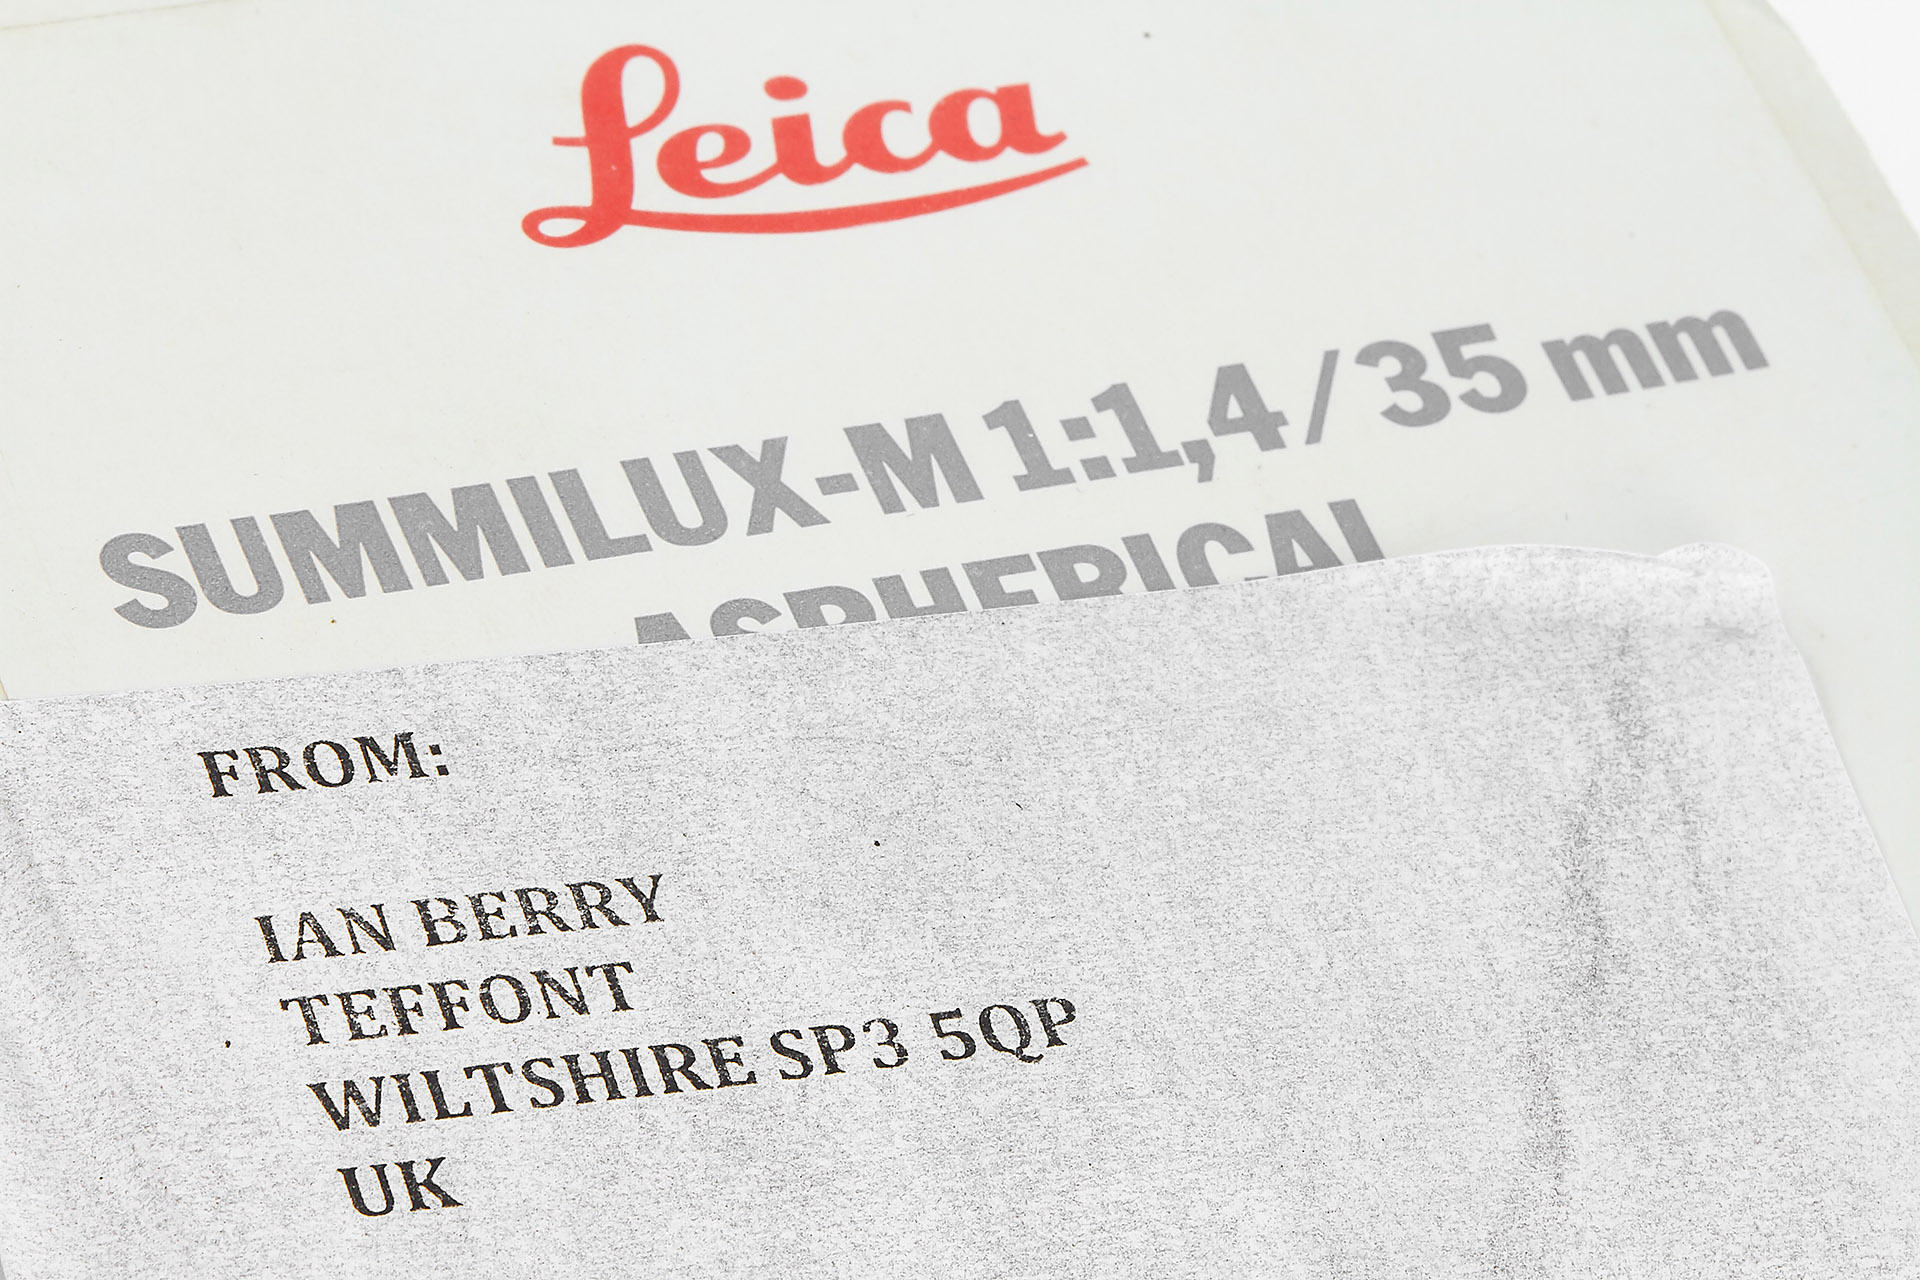 Leica
SUMMILUX-M 1:1,4/35 mm
ASPHERICAL
FROM:
IAN BERRY
TEFFONT
WILTSHIRE SP3 5QP
UK